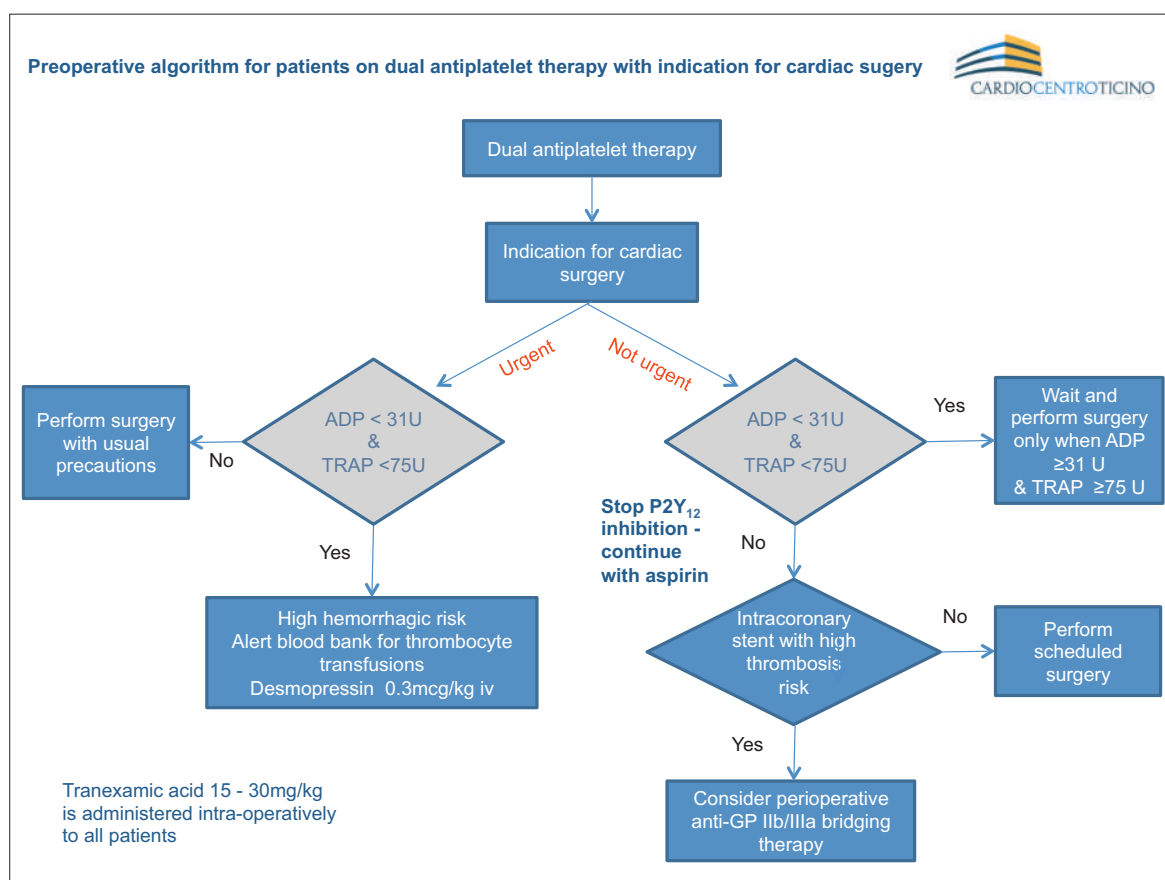 Preoperative algorithm for patients on dual antiplatelet therapy with indication for cardiac sugery
CARDIOCENTROTICINO
Dual antiplatelet therapy
Indication for cardiac
surgery
Urgent
Not urgent
Perform surgery
with usual
precautions
No
ADP < 31U
&
TRAP <75U
ADP < 31U
&
TRAP <75U
Yes
Wait and
perform surgery
only when ADP
≥31 U
& TRAP ≥75 U
Stop P2Y₁₂
inhibition -
continue
with aspirin
Yes
No
High hemorrhagic risk
Alert blood bank for thrombocyte
transfusions
Desmopressin 0.3mcg/kg iv
Intracoronary
stent with high
thrombosis
risk
No
Perform
scheduled
surgery
Yes
Tranexamic acid 15 - 30mg/kg
is administered intra-operatively
to all patients
Consider perioperative
anti-GP IIb/IIIa bridging
therapy